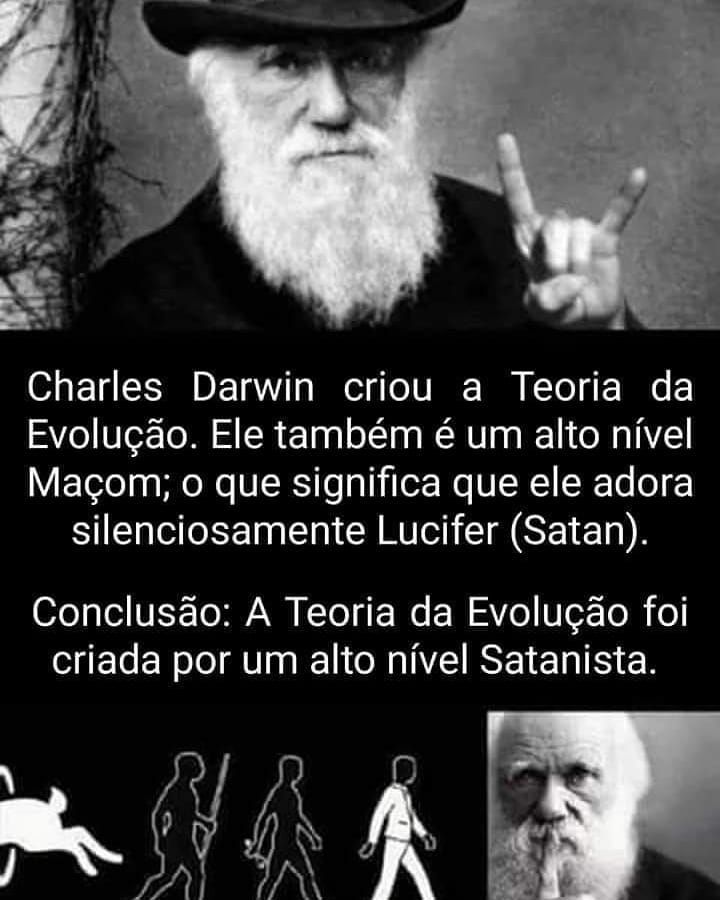 Charles Darwin criou a Teoria da
Evolução. Ele também é um alto nível
Maçom; o que significa que ele adora
silenciosamente Lucifer (Satan).
Conclusão: A Teoria da Evolução foi
criada por um alto nível Satanista.